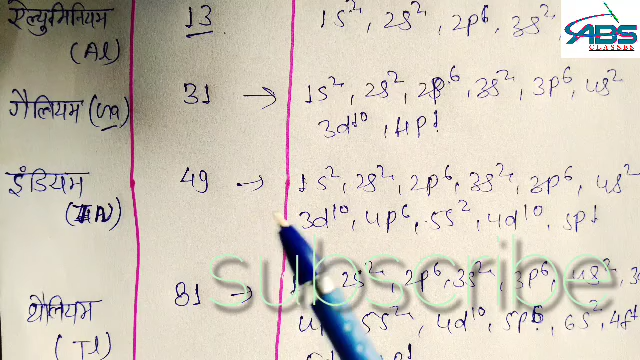 ऐल्युमिनियम 13 1s², 2s², 2p⁶, 3s²,
(Al)
ABS
CLASSES
गैलियम (Ga) 31 → 1s², 2s², 2p⁶, 3s², 3p⁶, 4s²
3d¹⁰, 4p¹
इंडियम 49 → 1s², 2s², 2p⁶, 3s², 3p⁶, 4s²
(IN) 3d¹⁰, 4p⁶, 5s², 4d¹⁰, 5p¹
subscribe
थैलियम 81 → 2s², 2p⁶, 3s², 3p⁶, 4s²,
(Tl) 5s², 4d¹⁰, 5p⁶, 6s²,